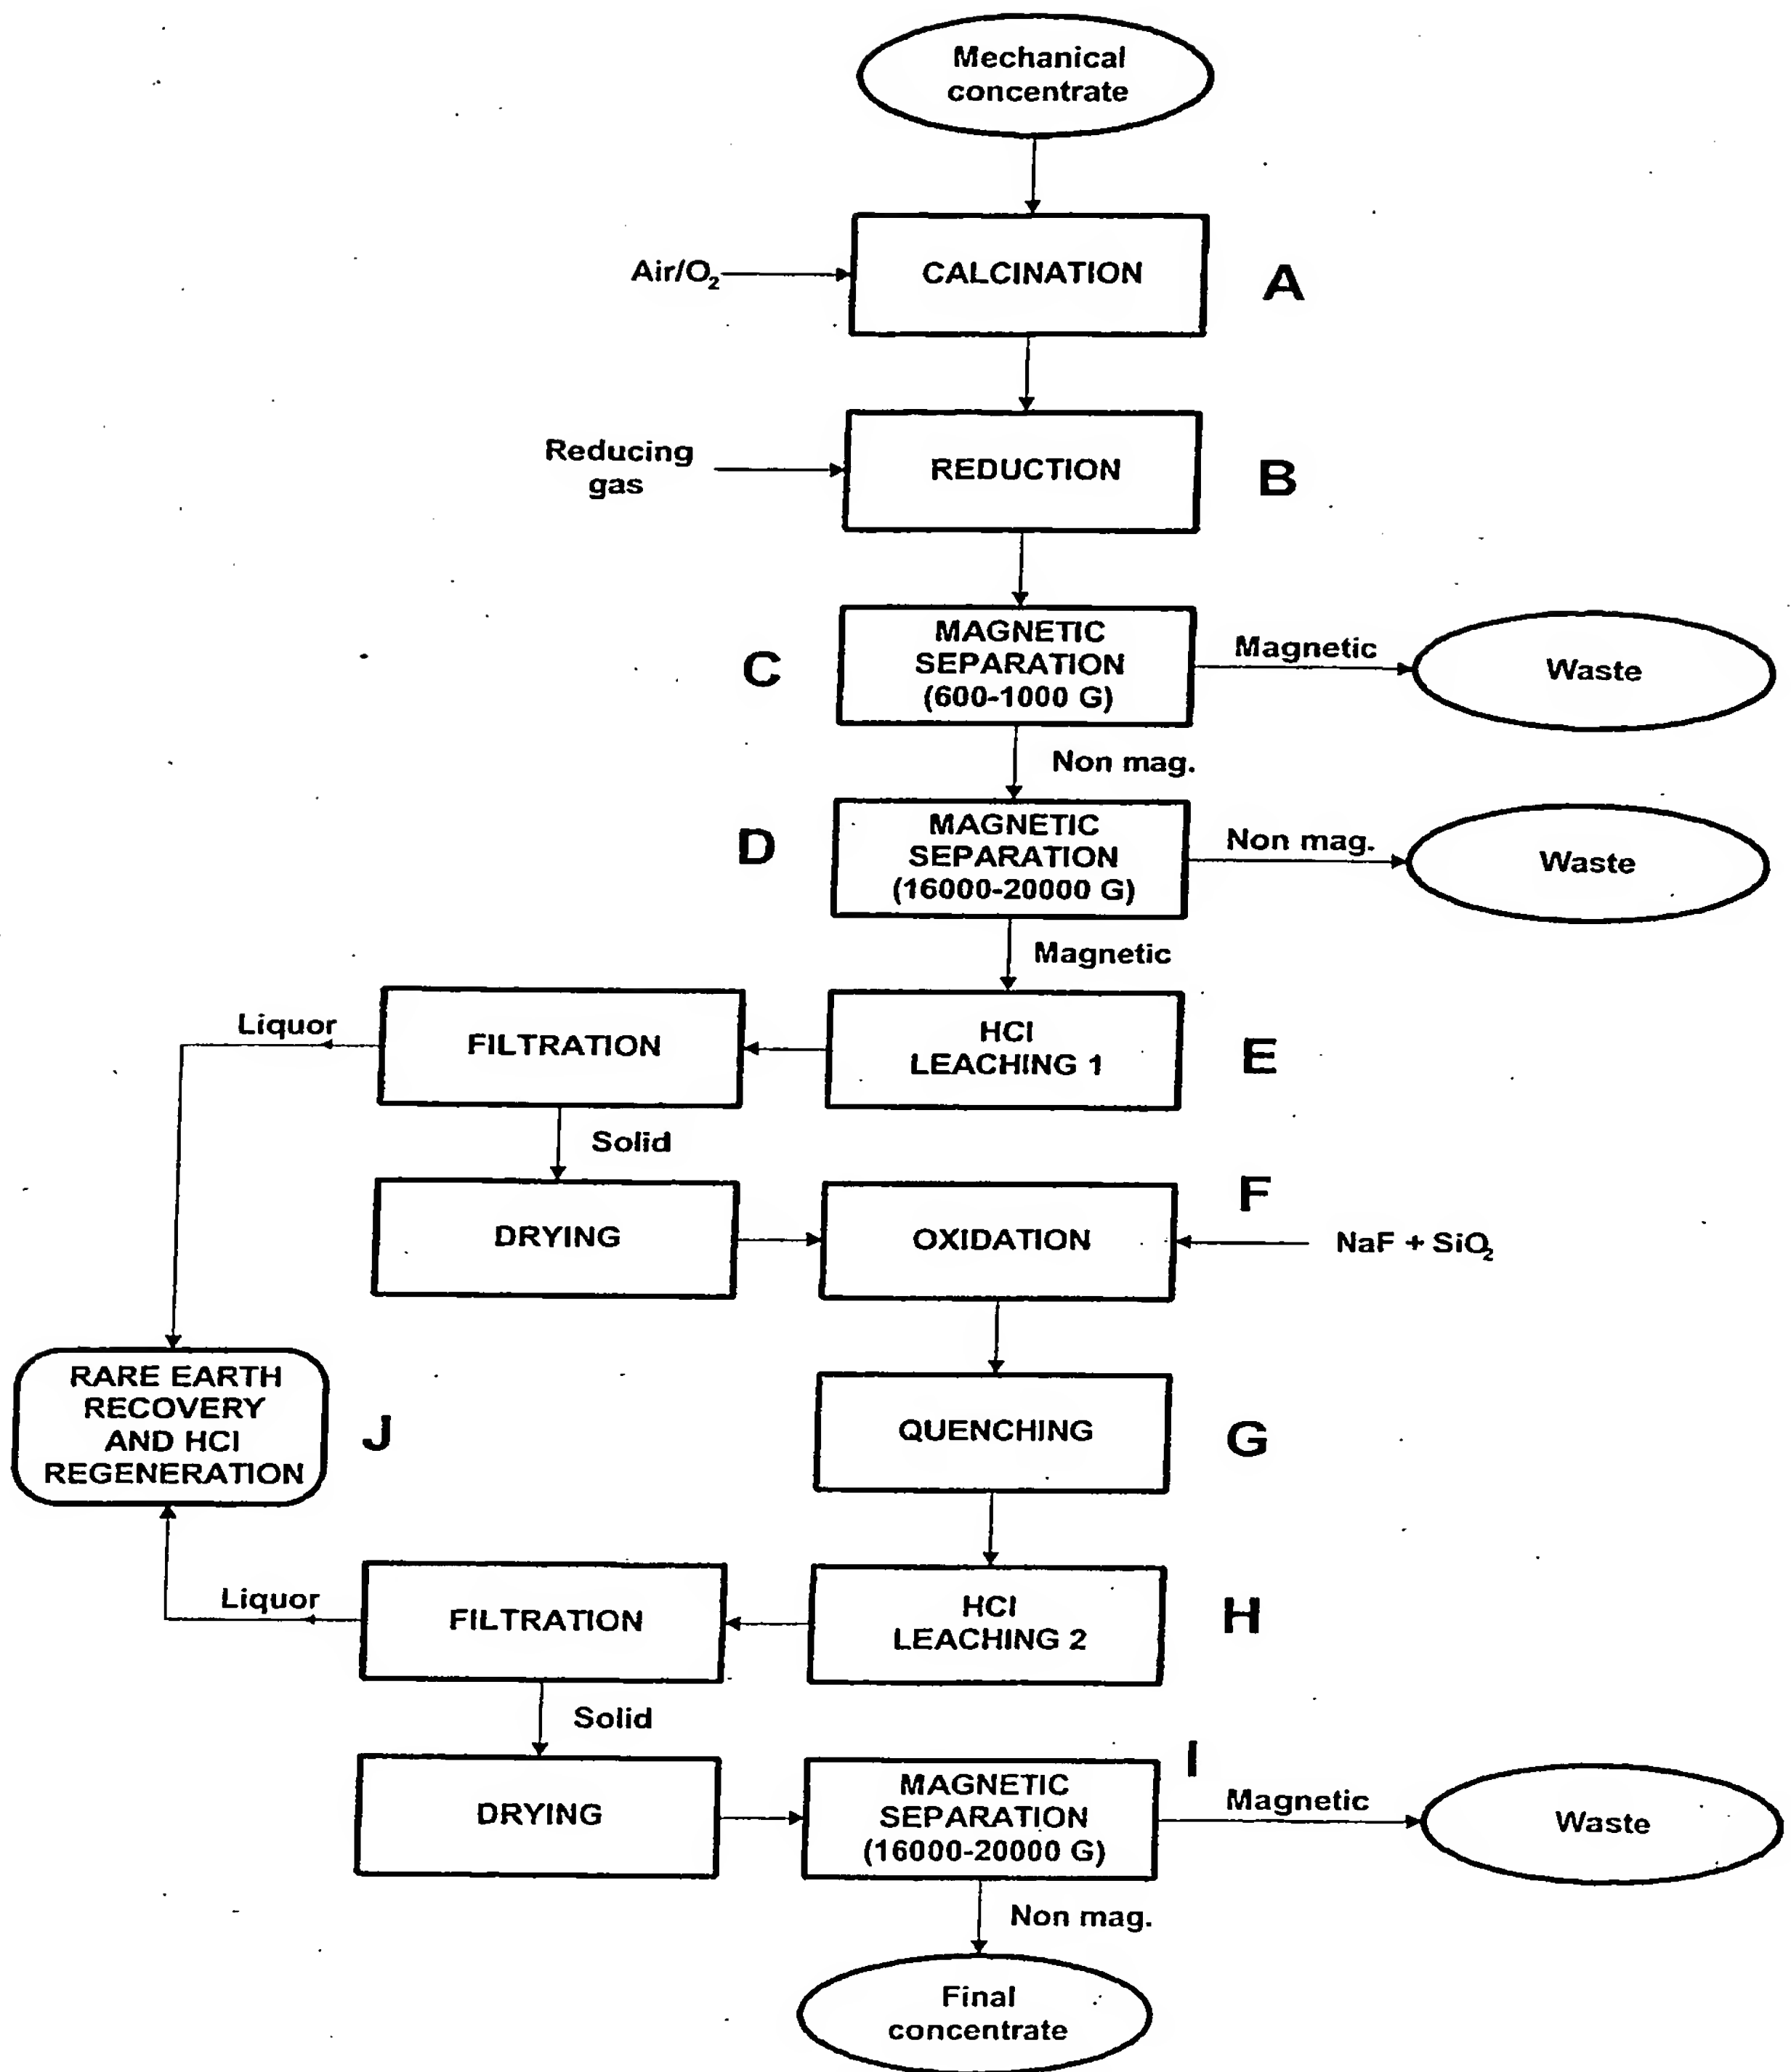 Mechanical
concentrate
Air/O₂
CALCINATION
A
Reducing
gas
REDUCTION
B
C
MAGNETIC
SEPARATION
(600-1000 G)
Magnetic
Waste
Non mag.
D
MAGNETIC
SEPARATION
(16000-20000 G)
Non mag.
Waste
Magnetic
Liquor
FILTRATION
HCl
LEACHING 1
E
Solid
DRYING
OXIDATION
F
NaF + SiO₂
RARE EARTH
RECOVERY
AND HCl
REGENERATION
J
QUENCHING
G
Liquor
FILTRATION
HCl
LEACHING 2
H
Solid
DRYING
MAGNETIC
SEPARATION
(16000-20000 G)
I
Magnetic
Waste
Non mag.
Final
concentrate